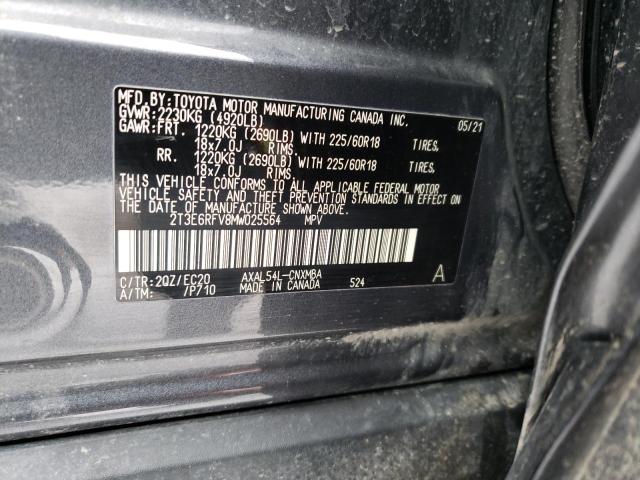 MFD.BY:TOYOTA MOTOR MANUFACTURING CANADA INC. 05/21
GVWR:2230KG (4920LB)
GAWR:FRT. 1220KG (2690LB) WITH 225/60R18 TIRES,
18x7.0J RIMS.
RR. 1220KG (2690LB) WITH 225/60R18 TIRES,
18x7.0J RIMS.
THIS VEHICLE CONFORMS TO ALL APPLICABLE FEDERAL MOTOR
VEHICLE SAFETY AND THEFT PREVENTION STANDARDS IN EFFECT ON
THE DATE OF MANUFACTURE SHOWN ABOVE.
2T3E6RFV8MW025564 MPV
C/TR:2QZ/EC20 AXAL54L-CNXMBA A
A/TM: /P710 MADE IN CANADA 524